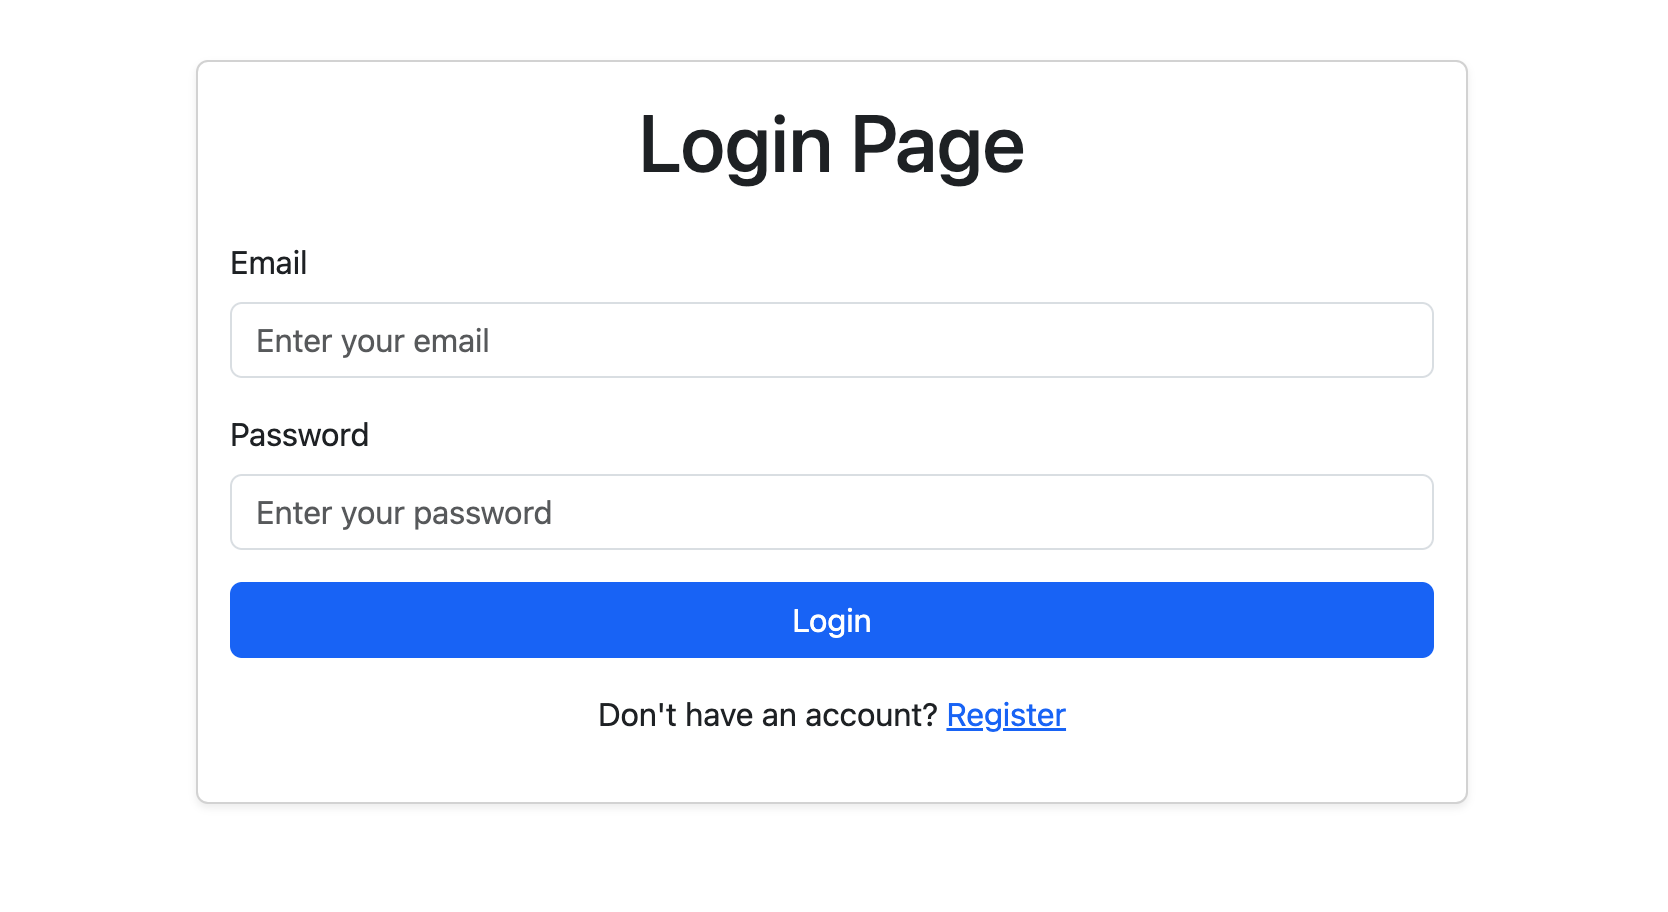 Login Page
Email
Enter your email
Password
Enter your password
Login
Don't have an account? Register